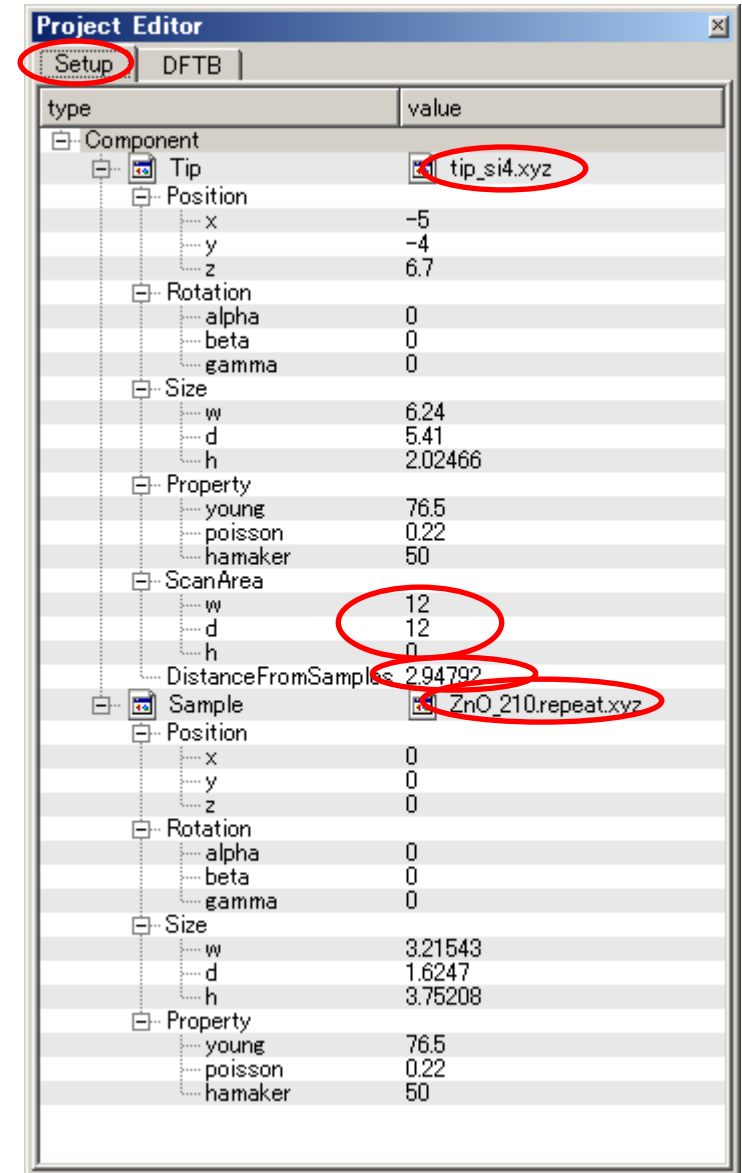 Project Editor
Setup DFTB
type value
Component
Tip tip_si4.xyz
Position
x -5
y -4
z 6.7
Rotation
alpha 0
beta 0
gamma 0
Size
w 6.24
d 5.41
h 2.02466
Property
young 76.5
poisson 0.22
hamaker 50
ScanArea
w 12
d 12
h 0
DistanceFromSamples 2.94792
Sample ZnO_210.repeat.xyz
Position
x 0
y 0
z 0
Rotation
alpha 0
beta 0
gamma 0
Size
w 3.21543
d 1.6247
h 3.75208
Property
young 76.5
poisson 0.22
hamaker 50